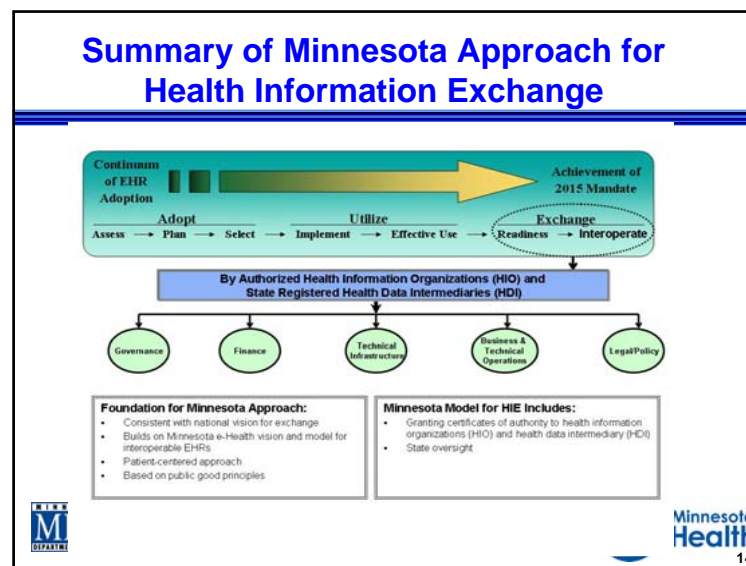 Summary of Minnesota Approach for
Health Information Exchange
Continuum
of EHR
Adoption
Achievement of
2015 Mandate
Adopt Utilize Exchange
Assess Plan Select Implement Effective Use Readiness Interoperate
By Authorized Health Information Organizations (HIO) and
State Registered Health Data Intermediaries (HDI)
Governance
Finance
Technical
Infrastructure
Business &
Technical
Operations
Legal/Policy
Foundation for Minnesota Approach:
• Consistent with national vision for exchange
• Builds on Minnesota e-Health vision and model for
interoperable EHRs
• Patient-centered approach
• Based on public good principles
Minnesota Model for HIE Includes:
• Granting certificates of authority to health information
organizations (HIO) and health data intermediary (HDI)
• State oversight
MINN
M
DEPARTME
Minnesota
Health